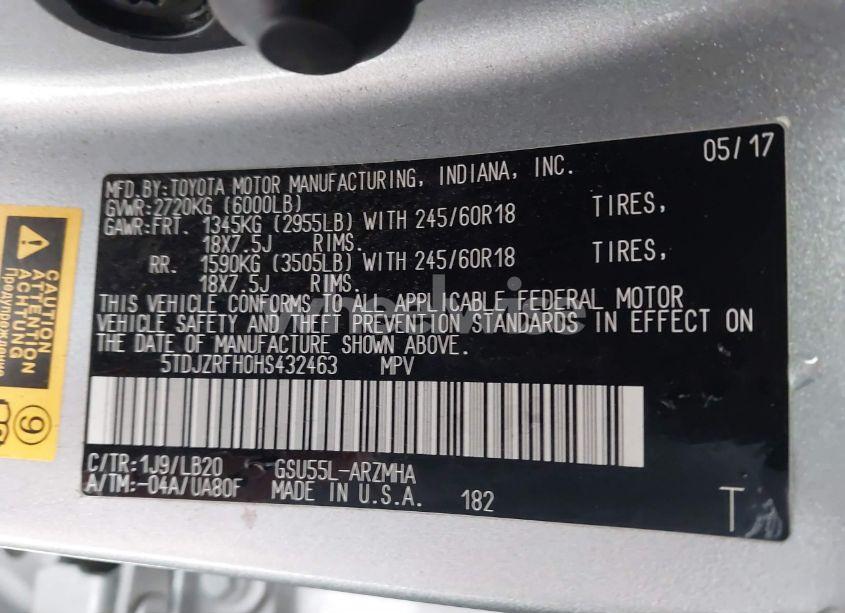 05/17
MFD.BY:TOYOTA MOTOR MANUFACTURING, INDIANA, INC.
GVWR:2720KG (6000LB)
GAWR:FRT. 1345KG (2955LB) WITH 245/60R18 TIRES,
18X7.5J RIMS.
RR. 1590KG (3505LB) WITH 245/60R18 TIRES,
18X7.5J RIMS.
THIS VEHICLE CONFORMS TO ALL APPLICABLE FEDERAL MOTOR
VEHICLE SAFETY AND THEFT PREVENTION STANDARDS IN EFFECT ON
THE DATE OF MANUFACTURE SHOWN ABOVE.
5TDJZRFH0HS432463 MPV
C/TR:1J9/LB20 GSU55L-ARZMHA
A/TM:-04A/UA80F MADE IN U.S.A. 182
T
CAUTION
ATTENTION
ACHTUNG
9